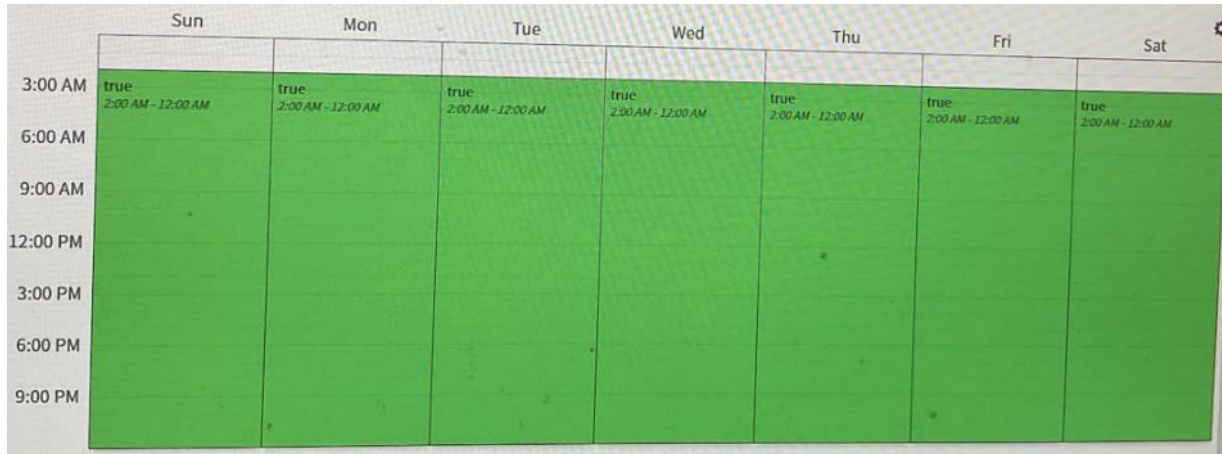 Sun Mon Tue Wed Thu Fri Sat
3:00 AM
true true true true true true true
2:00 AM - 12:00 AM 2:00 AM - 12:00 AM 2:00 AM - 12:00 AM 2:00 AM - 12:00 AM 2:00 AM - 12:00 AM 2:00 AM - 12:00 AM 2:00 AM - 12:00 AM
6:00 AM
9:00 AM
12:00 PM
3:00 PM
6:00 PM
9:00 PM